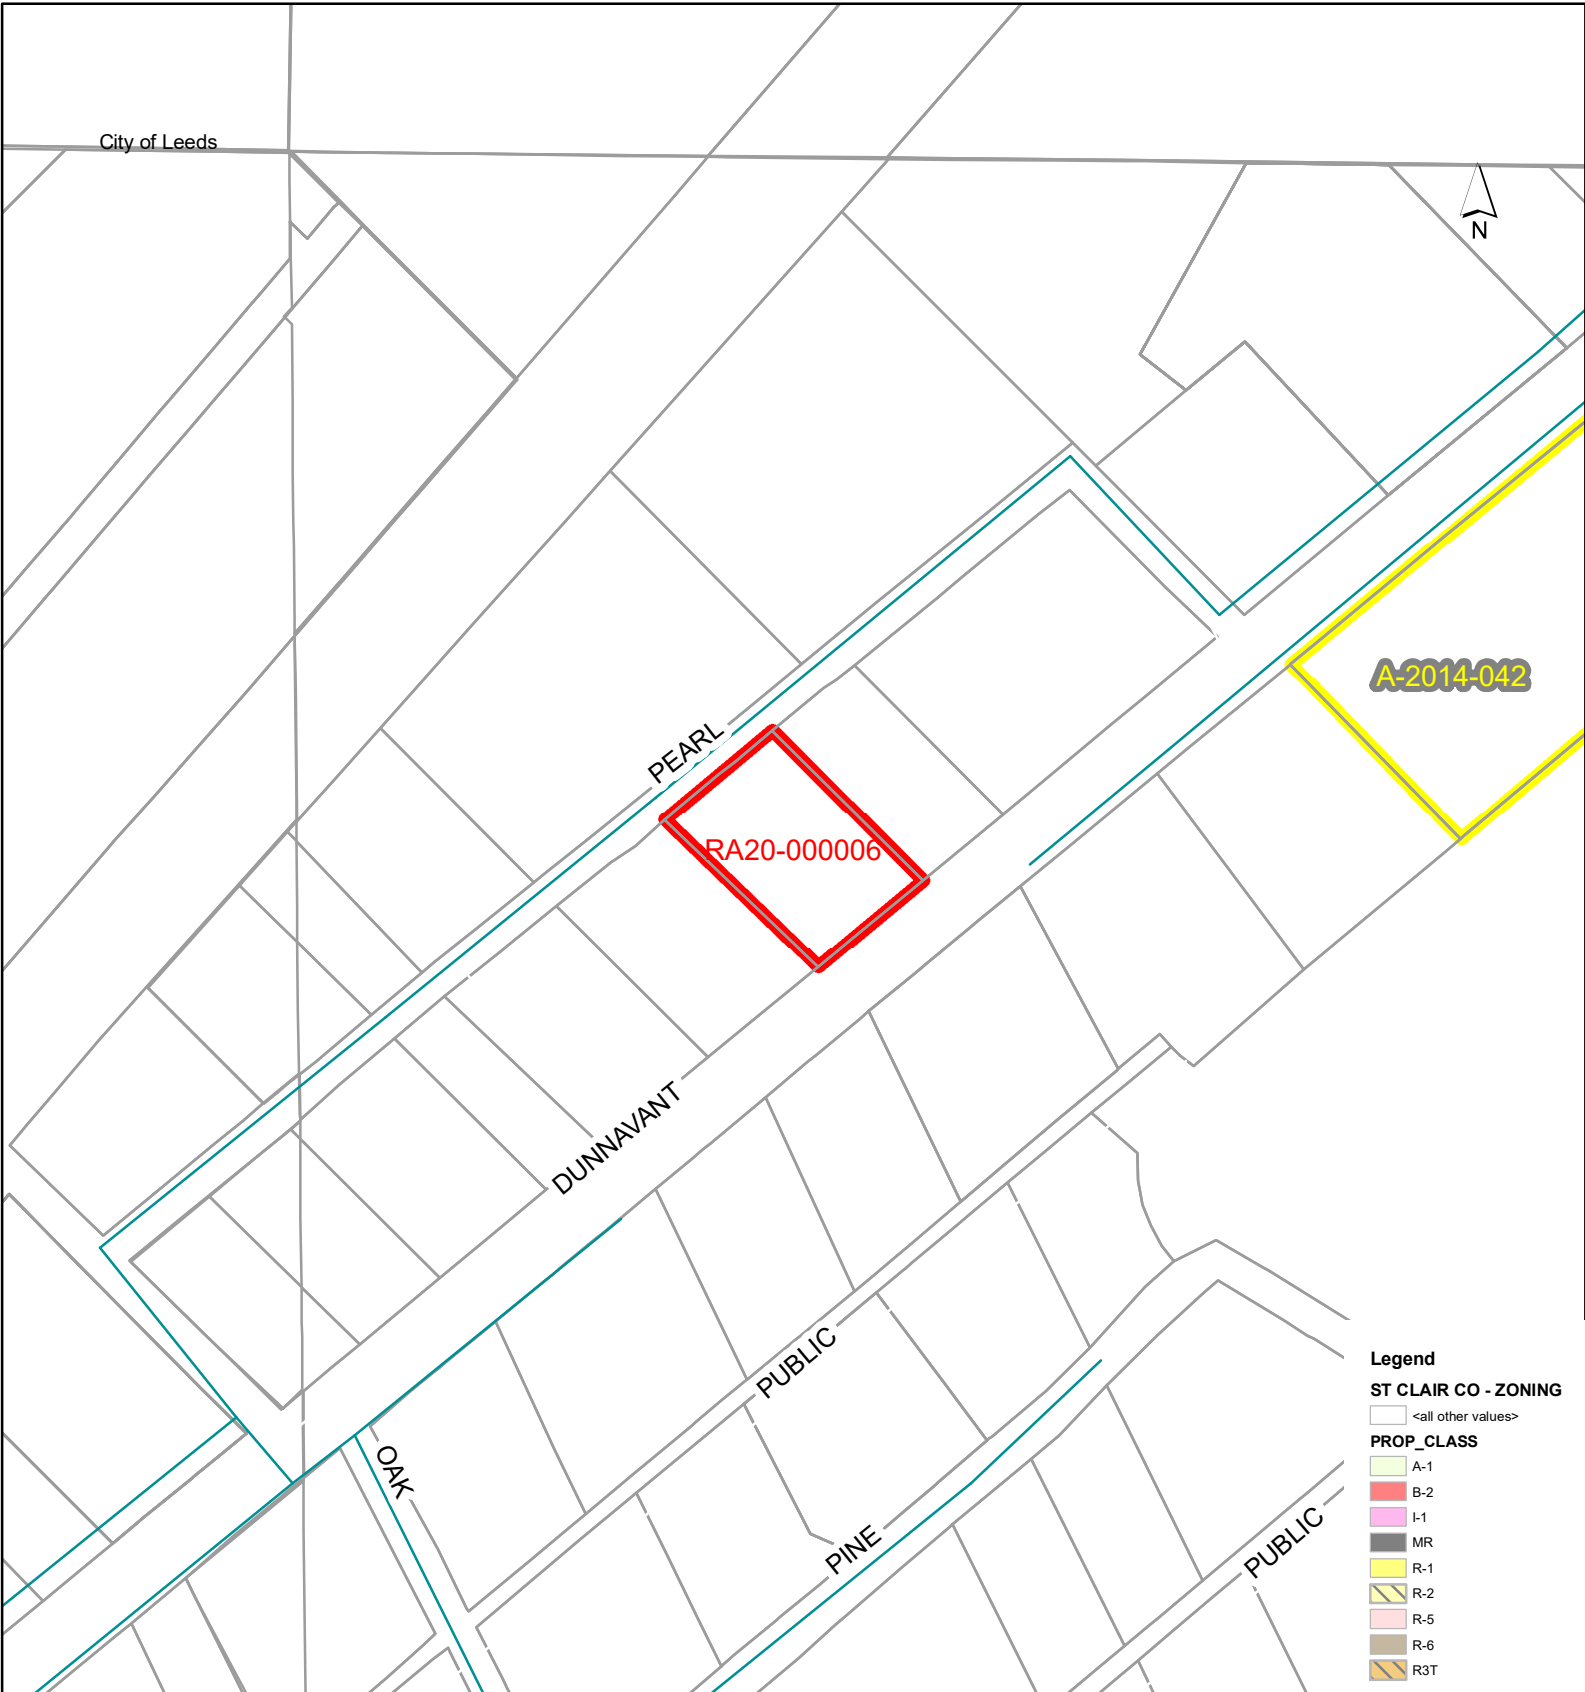 City of Leeds
N
A-2014-042
PEARL
RA20-000006
DUNNAVANT
PUBLIC
OAK
PINE
PUBLIC
Legend
ST CLAIR CO - ZONING
<all other values>
PROP_CLASS
A-1
B-2
I-1
MR
R-1
R-2
R-5
R-6
R3T